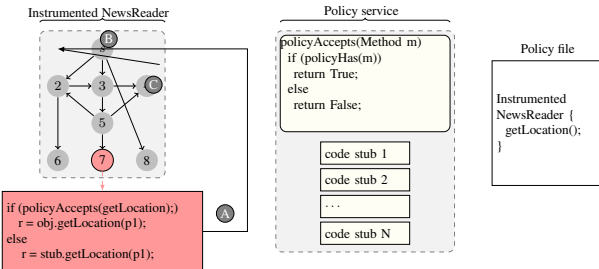 Instrumented NewsReader
B
2
3
C
5
6
7
8
if (policyAccepts(getLocation);)
r = obj.getLocation(p1);
else
r = stub.getLocation(p1);
A
Policy service
policyAccepts(Method m)
if (policyHas(m))
return True;
else
return False;
code stub 1
code stub 2
...
code stub N
Policy file
Instrumented
NewsReader {
getLocation();
}